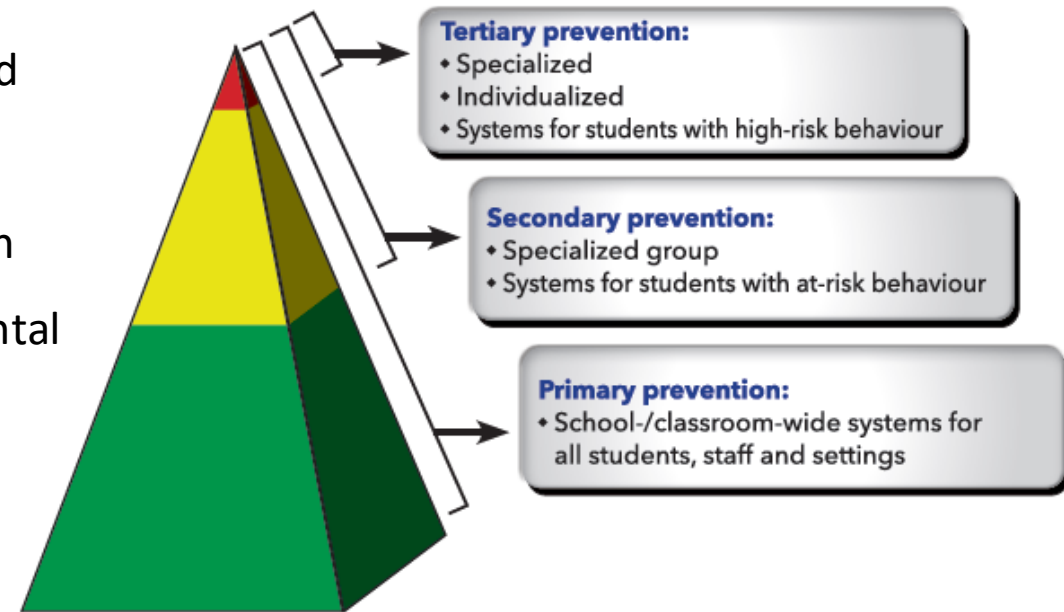 d
n
ntal
Tertiary prevention:
• Specialized
• Individualized
• Systems for students with high-risk behaviour
Secondary prevention:
• Specialized group
• Systems for students with at-risk behaviour
Primary prevention:
• School-/classroom-wide systems for
all students, staff and settings